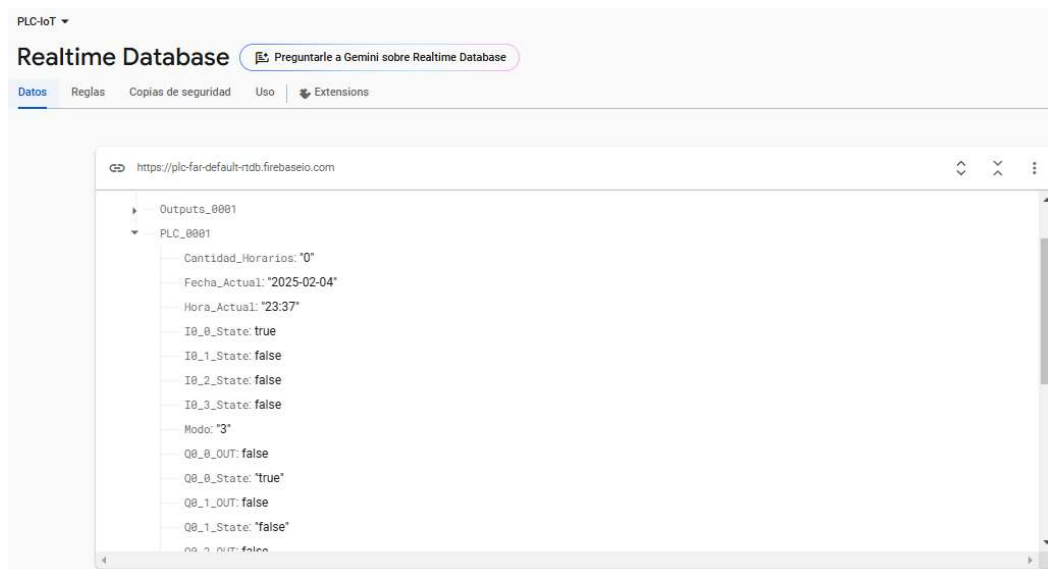 PLC-IoT
Realtime Database Preguntarle a Gemini sobre Realtime Database
Datos Reglas Copias de seguridad Uso Extensions
https://plc-far-default-rtdb.firebaseio.com
Outputs_0001
PLC_0001
Cantidad_Horarios: "0"
Fecha_Actual: "2025-02-04"
Hora_Actual: "23:37"
I0_0_State: true
I0_1_State: false
I0_2_State: false
I0_3_State: false
Modo: "3"
Q0_0_OUT: false
Q0_0_State: "true"
Q0_1_OUT: false
Q0_1_State: "false"
Q0_2_OUT: false